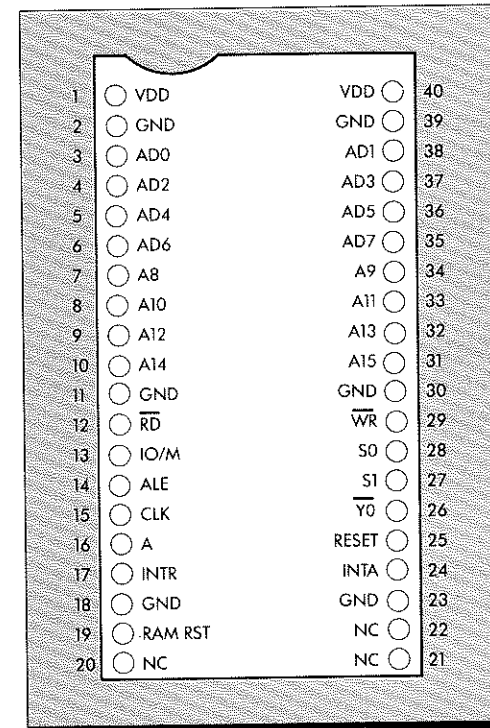 1 VDD VDD 40
2 GND GND 39
3 AD0 AD1 38
4 AD2 AD3 37
5 AD4 AD5 36
6 AD6 AD7 35
7 A8 A9 34
8 A10 A11 33
9 A12 A13 32
10 A14 A15 31
11 GND GND 30
12 R̅D̅ W̅R̅ 29
13 IO/M S0 28
14 ALE S1 27
15 CLK Y̅0̅ 26
16 A RESET 25
17 INTR INTA 24
18 GND GND 23
19 RAM RST NC 22
20 NC NC 21